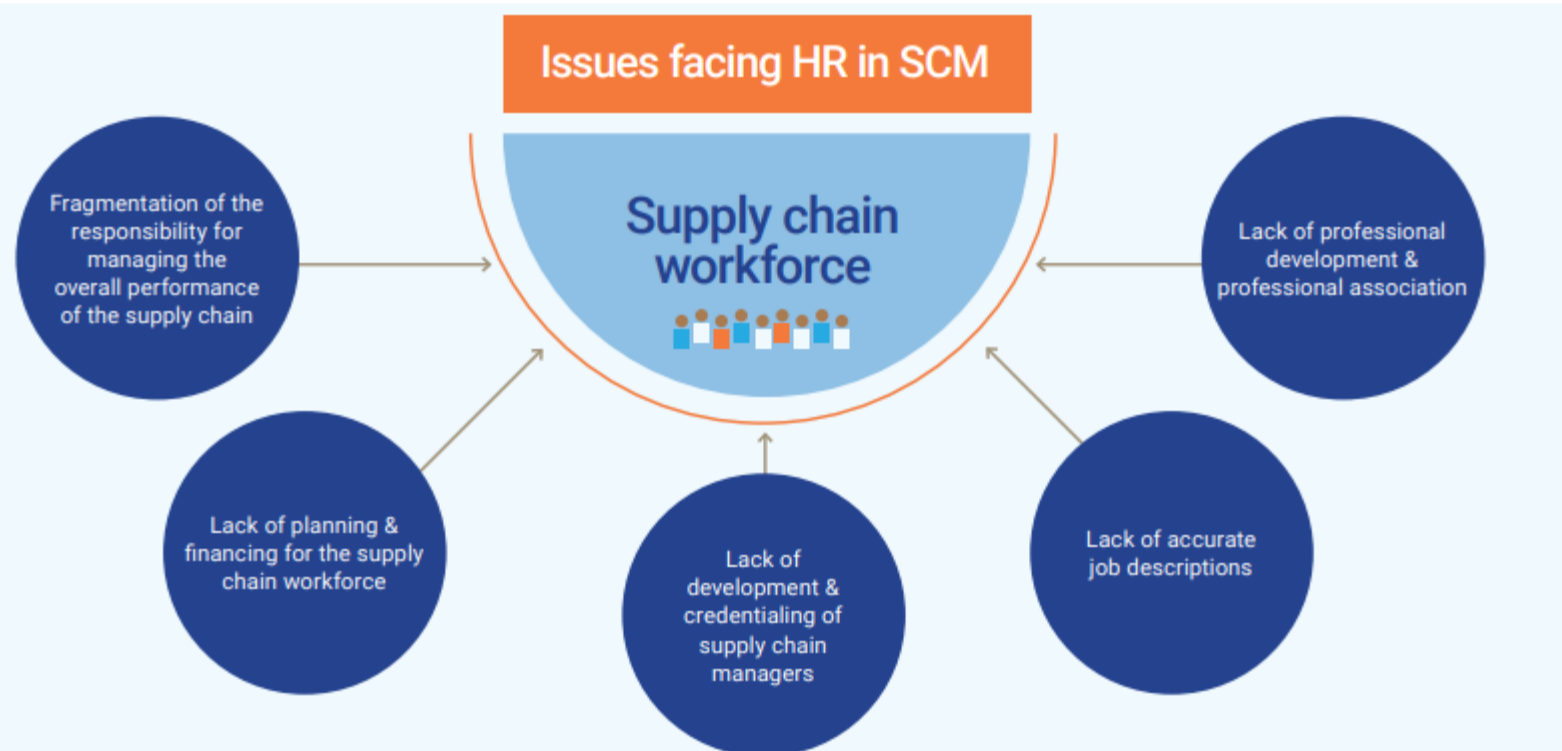 Issues facing HR in SCM
Supply chain
workforce
Fragmentation of the
responsibility for
managing the
overall performance
of the supply chain
Lack of planning &
financing for the supply
chain workforce
Lack of
development &
credentialing of
supply chain
managers
Lack of accurate
job descriptions
Lack of professional
development &
professional association